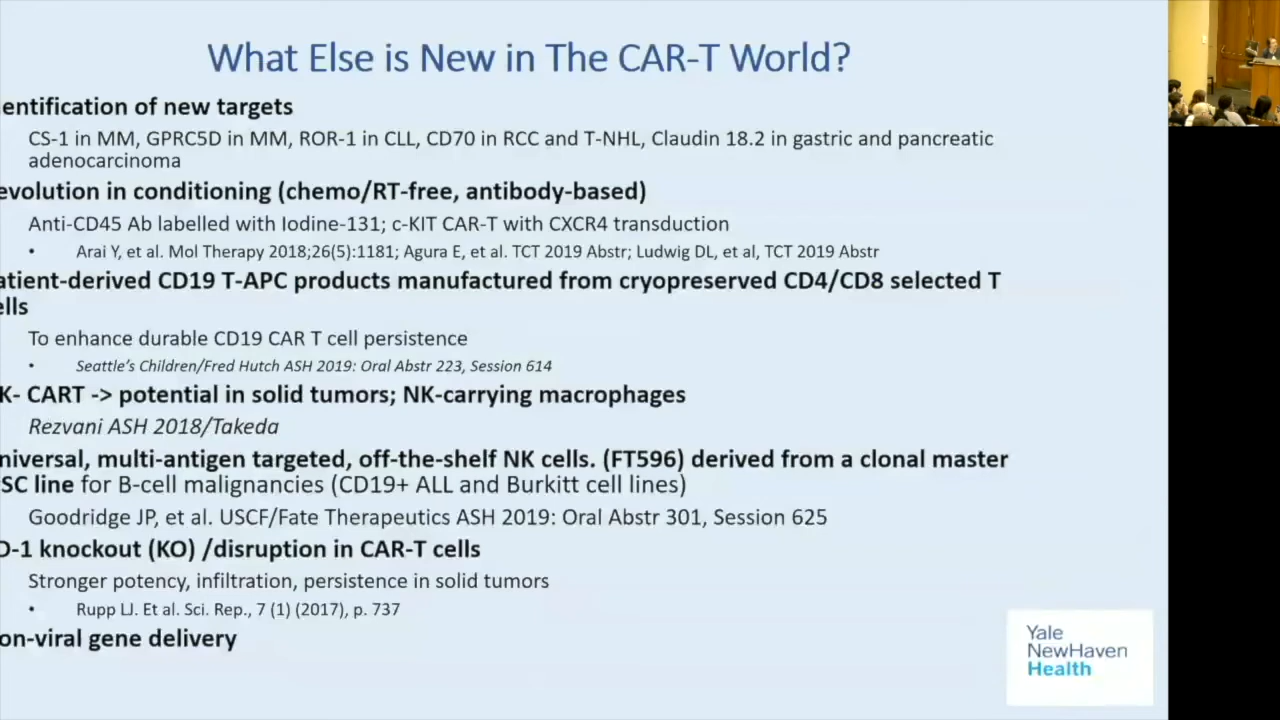 What Else is New in The CAR-T World?
entification of new targets
CS-1 in MM, GPRC5D in MM, ROR-1 in CLL, CD70 in RCC and T-NHL, Claudin 18.2 in gastric and pancreatic
adenocarcinoma
evolution in conditioning (chemo/RT-free, antibody-based)
Anti-CD45 Ab labelled with Iodine-131; c-KIT CAR-T with CXCR4 transduction
• Arai Y, et al. Mol Therapy 2018;26(5):1181; Agura E, et al. TCT 2019 Abstr; Ludwig DL, et al, TCT 2019 Abstr
atient-derived CD19 T-APC products manufactured from cryopreserved CD4/CD8 selected T
ells
To enhance durable CD19 CAR T cell persistence
• Seattle's Children/Fred Hutch ASH 2019: Oral Abstr 223, Session 614
K- CART -> potential in solid tumors; NK-carrying macrophages
Rezvani ASH 2018/Takeda
niversal, multi-antigen targeted, off-the-shelf NK cells. (FT596) derived from a clonal master
SC line for B-cell malignancies (CD19+ ALL and Burkitt cell lines)
Goodridge JP, et al. USCF/Fate Therapeutics ASH 2019: Oral Abstr 301, Session 625
D-1 knockout (KO) /disruption in CAR-T cells
Stronger potency, infiltration, persistence in solid tumors
• Rupp LJ. Et al. Sci. Rep., 7 (1) (2017), p. 737
on-viral gene delivery
Yale
NewHaven
Health